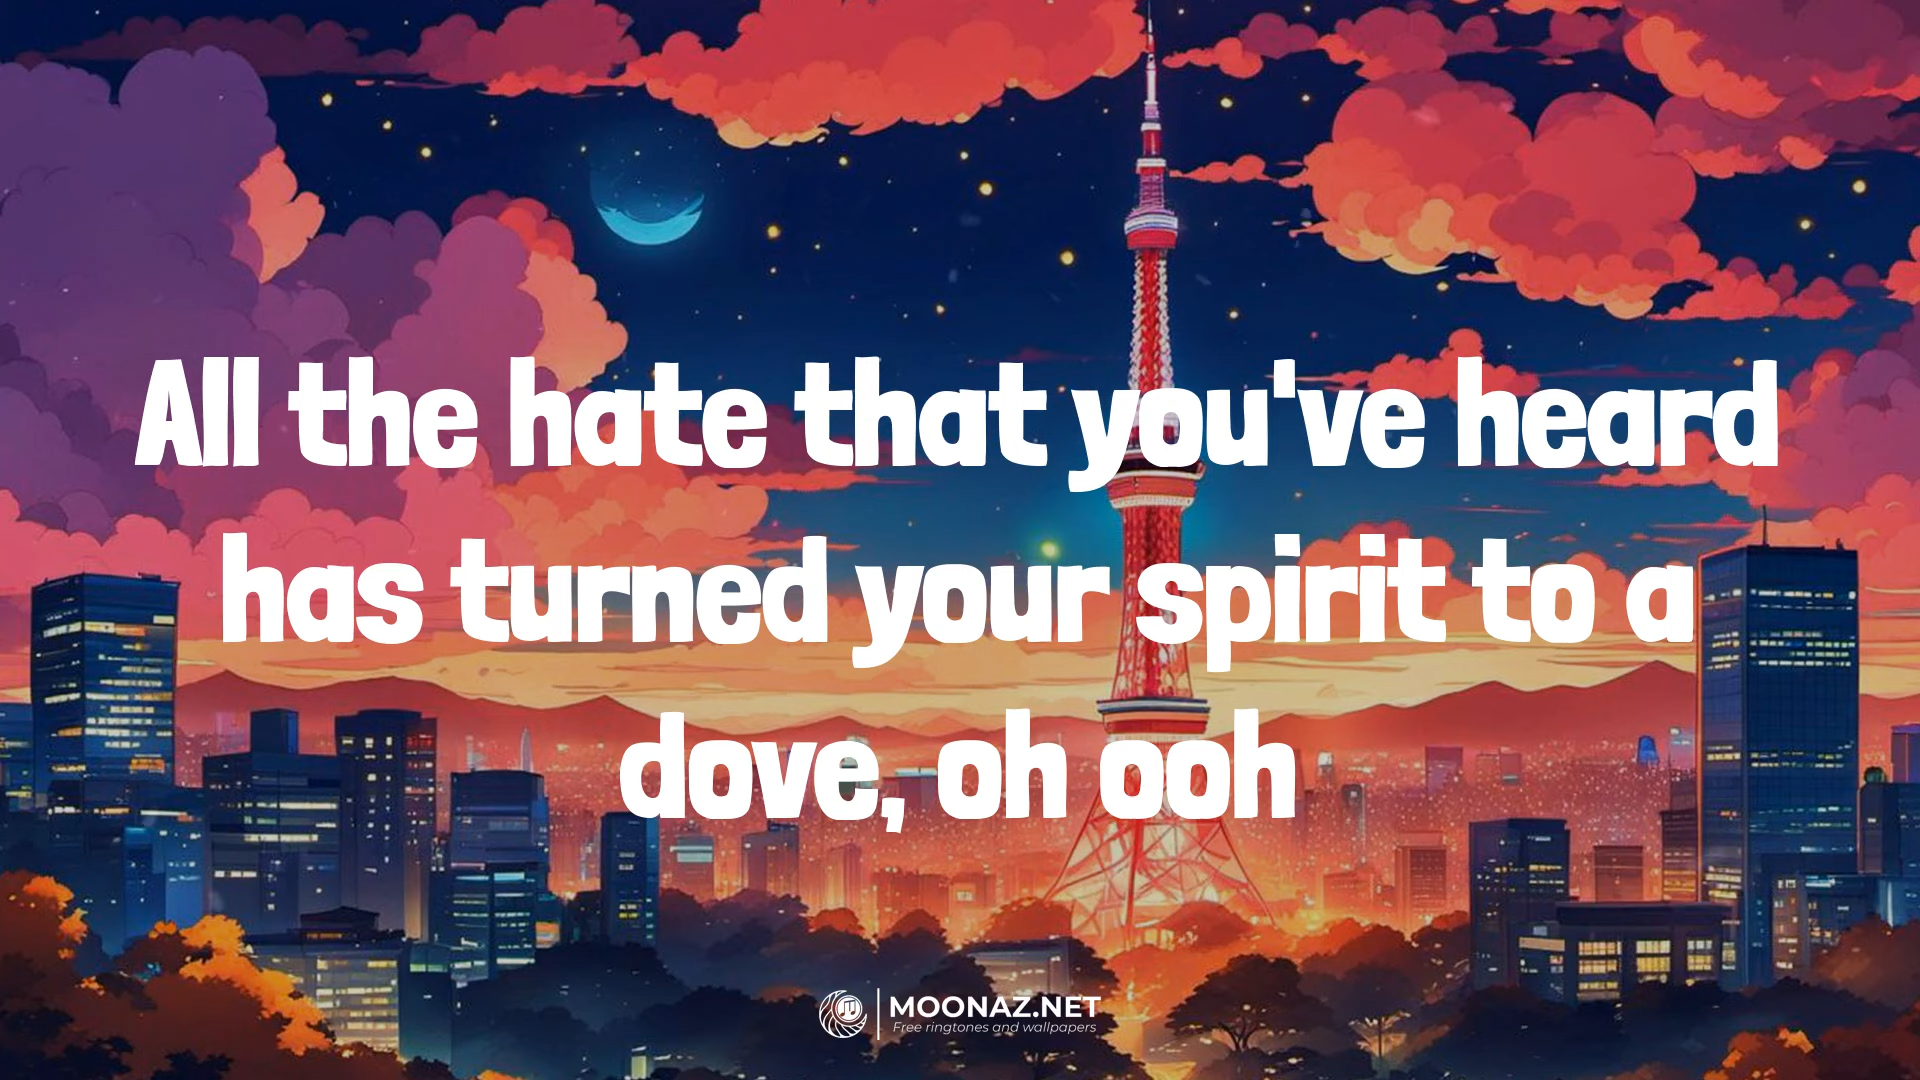 All the hate that you've heard
has turned your spirit to a
dove, oh ooh
MOONAZ.NET
Free ringtones and wallpapers